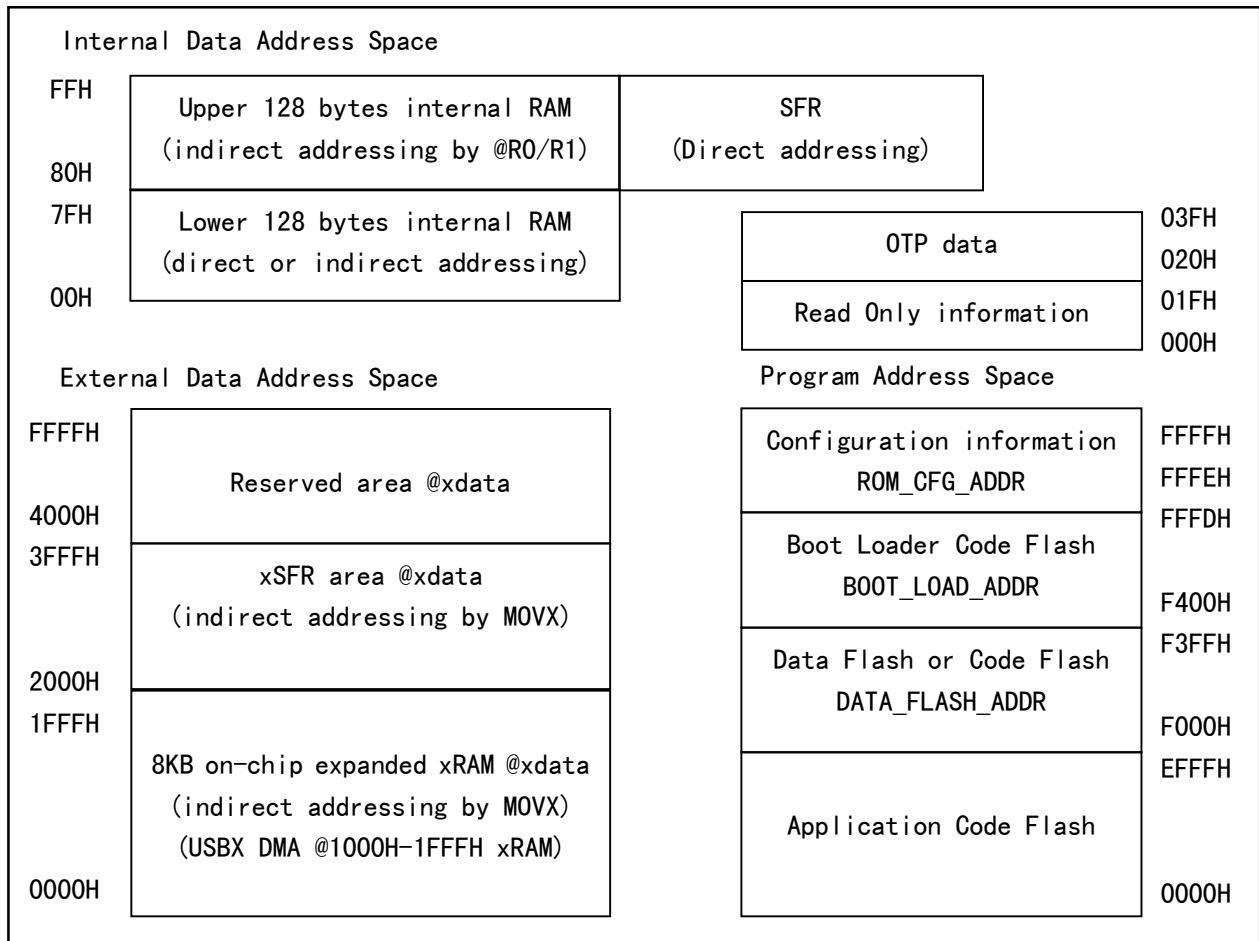 Internal Data Address Space
FFH
Upper 128 bytes internal RAM
(indirect addressing by @R0/R1)
80H
SFR
(Direct addressing)
7FH
Lower 128 bytes internal RAM
(direct or indirect addressing)
00H
OTP data
03FH
020H
Read Only information
01FH
000H
External Data Address Space
FFFFH
Reserved area @xdata
4000H
3FFFH
xSFR area @xdata
(indirect addressing by MOVX)
2000H
1FFFH
8KB on-chip expanded xRAM @xdata
(indirect addressing by MOVX)
(USBX DMA @1000H-1FFFH xRAM)
0000H
Program Address Space
Configuration information
ROM_CFG_ADDR
FFFFH
FFFEH
FFFDH
Boot Loader Code Flash
BOOT_LOAD_ADDR
F400H
F3FFH
Data Flash or Code Flash
DATA_FLASH_ADDR
F000H
EFFFH
Application Code Flash
0000H